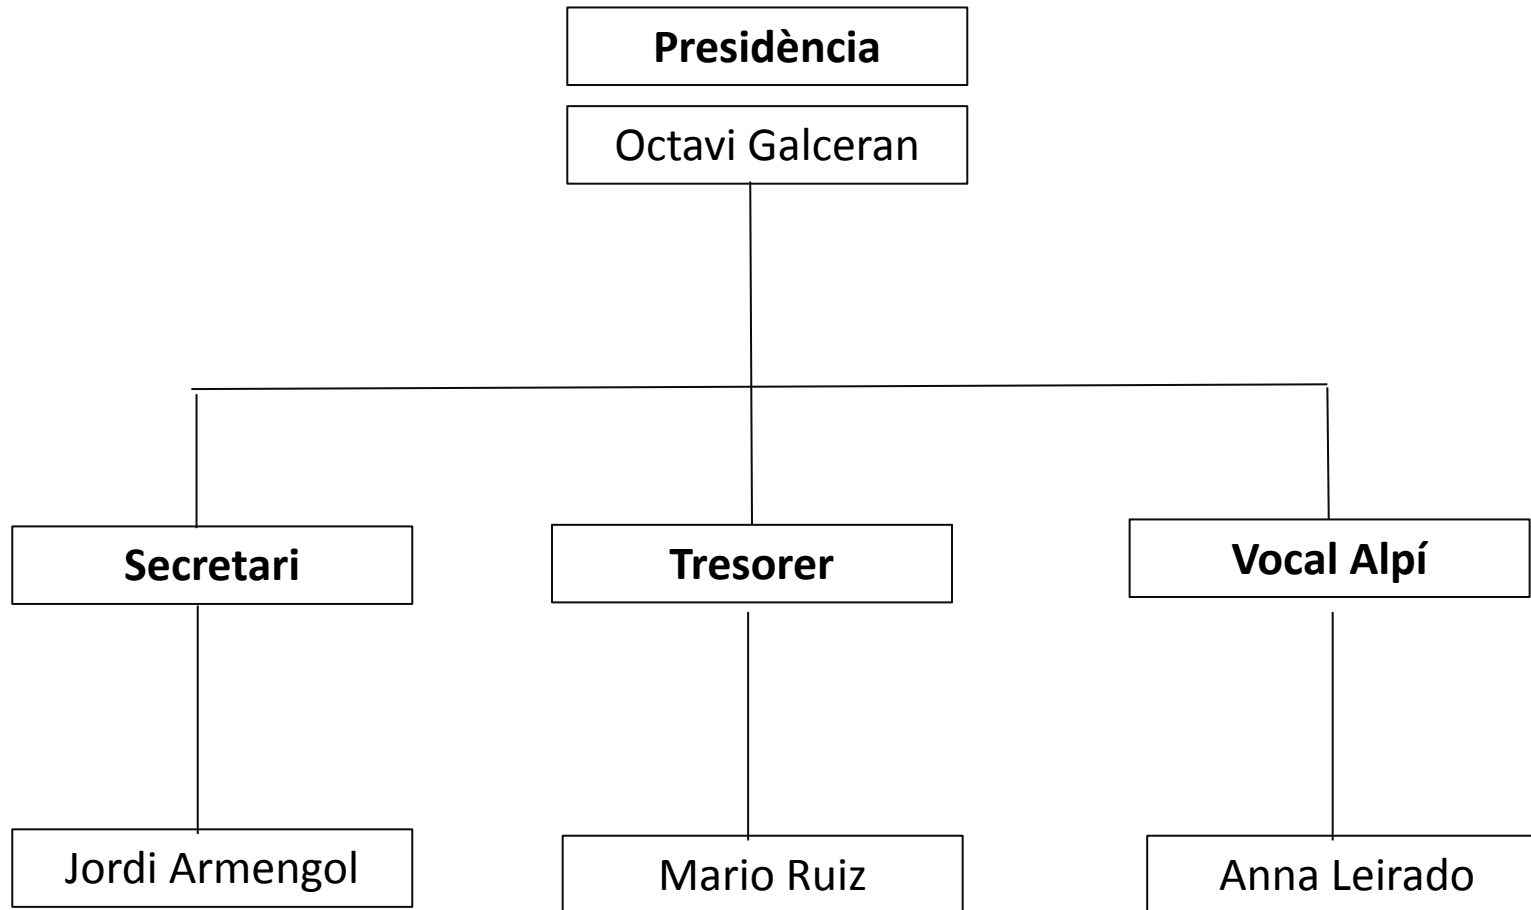 Presidència
Octavi Galceran
Secretari
Tresorer
Vocal Alpí
Jordi Armengol
Mario Ruiz
Anna Leirado